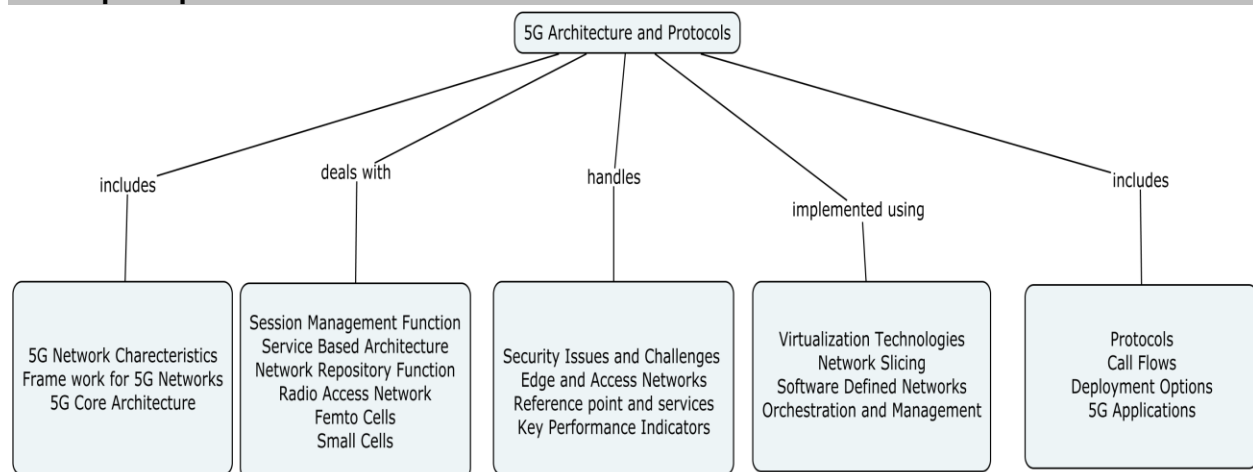 5G Architecture and Protocols
includes
deals with
handles
implemented using
includes
5G Network Charecteristics
Frame work for 5G Networks
5G Core Architecture
Session Management Function
Service Based Architecture
Network Repository Function
Radio Access Network
Femto Cells
Small Cells
Security Issues and Challenges
Edge and Access Networks
Reference point and services
Key Performance Indicators
Virtualization Technologies
Network Slicing
Software Defined Networks
Orchestration and Management
Protocols
Call Flows
Deployment Options
5G Applications